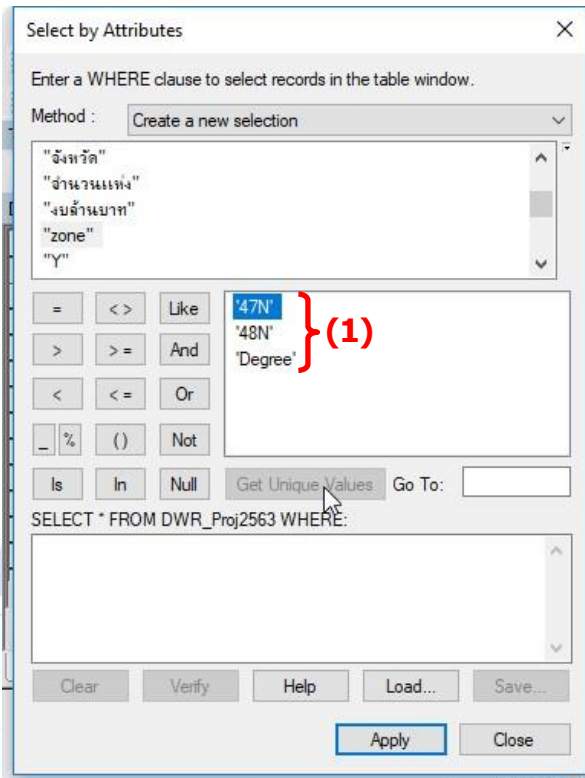 Select by Attributes
Enter a WHERE clause to select records in the table window.
Method : Create a new selection
"จังหวัด"
"จำนวนแห่ง"
"งบล้านบาท"
"zone"
"Y"
= <> Like
> >= And
< <= Or
_ % () Not
Is In Null
'47N'
'48N'
'Degree'
(1)
Get Unique Values Go To:
SELECT * FROM DWR_Proj2563 WHERE:
Clear Verify Help Load... Save...
Apply Close